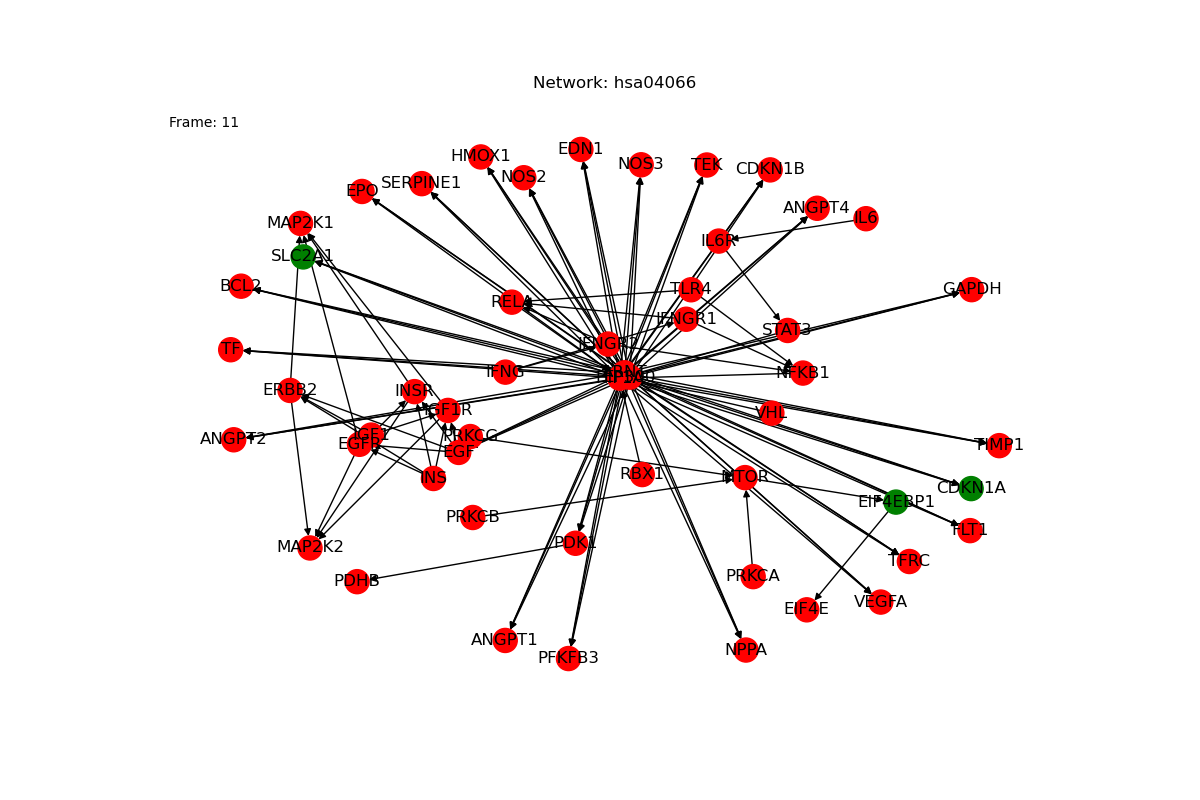 Network: hsa04066
Frame: 11
EDN1
HMOX1
NOS3
TEK
CDKN1B
NOS2
SERPINE1
EPO
ANGPT4
IL6
MAP2K1
IL6R
SLC2A1
BCL2
TLR4
GAPDH
RELA
IFNGR1
STAT3
IFNGR2
TF
IFNG
NFKB1
ERBB2
INSR
IGF1R
VHL
ANGPT2
IGF1
PRKCG
EGFR
EGF
TIMP1
RBX1
INS
MTOR
CDKN1A
EIF4EBP1
PRKCB
FLT1
PDK1
MAP2K2
TFRC
PDHB
PRKCA
EIF4E
VEGFA
ANGPT1
PFKFB3
NPPA